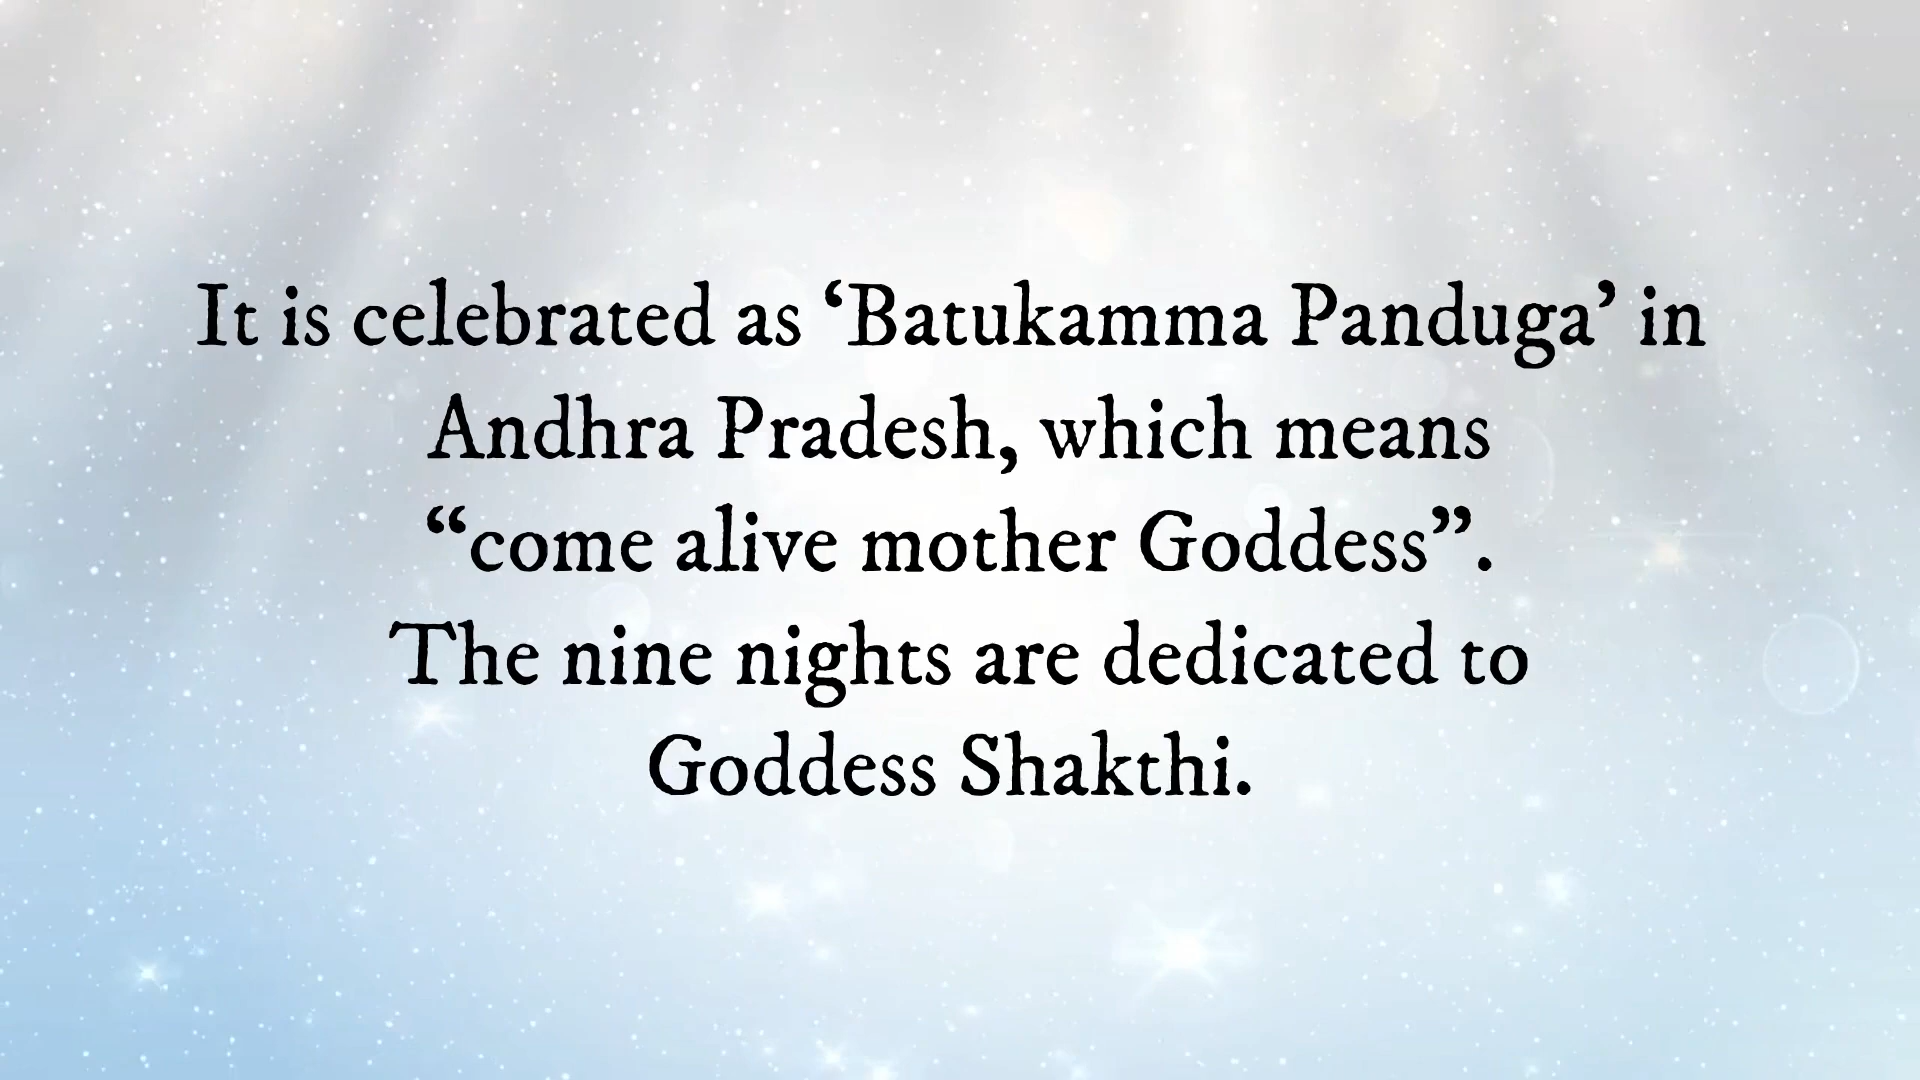 It is celebrated as ‘Batukamma Panduga’ in
Andhra Pradesh, which means
“come alive mother Goddess”.
The nine nights are dedicated to
Goddess Shakthi.